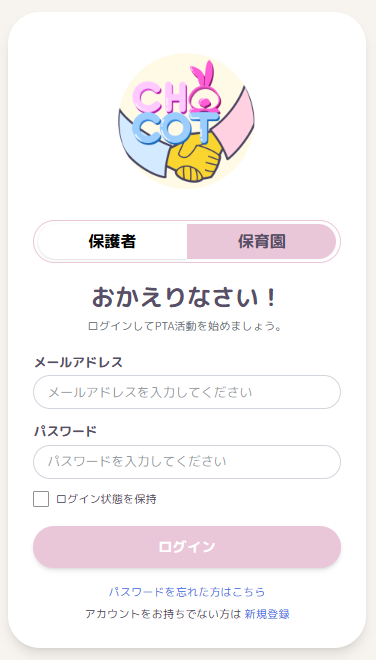 CHO
COT
保護者
保育園
おかえりなさい！
ログインしてPTA活動を始めましょう。
メールアドレス
メールアドレスを入力してください
パスワード
パスワードを入力してください
ログイン状態を保持
ログイン
パスワードを忘れた方はこちら
アカウントをお持ちでない方は 新規登録